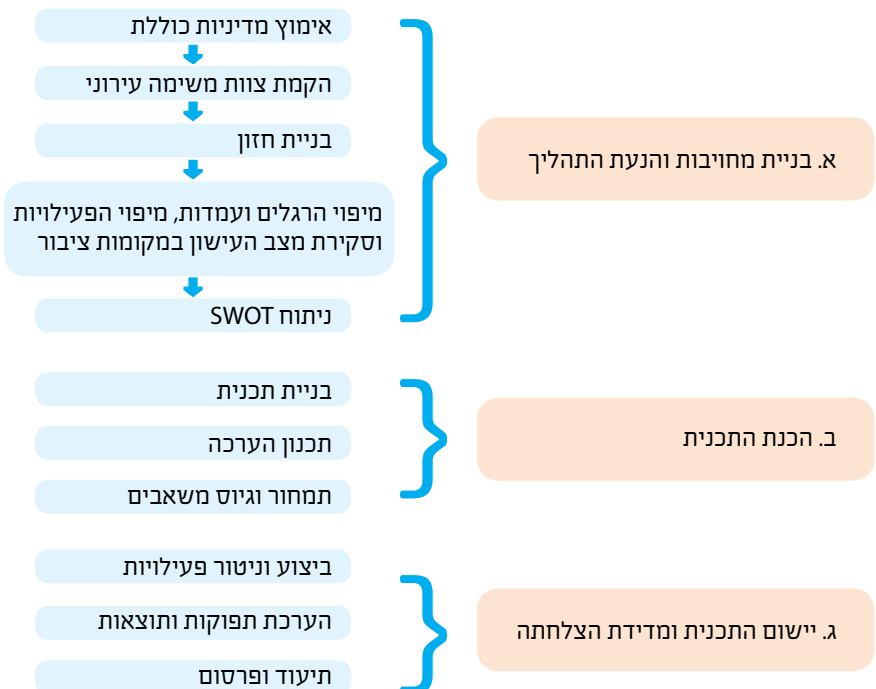 א. בניית מחויבות והנעת התהליך
אימוץ מדיניות כוללת
הקמת צוות משימה עירוני
בניית חזון
מיפוי הרגלים ועמדות, מיפוי הפעילויות
וסקירת מצב העישון במקומות ציבור
ניתוח SWOT
ב. הכנת התכנית
בניית תכנית
תכנון הערכה
תמחור וגיוס משאבים
ג. יישום התכנית ומדידת הצלחתה
ביצוע וניטור פעילויות
הערכת תפוקות ותוצאות
תיעוד ופרסום